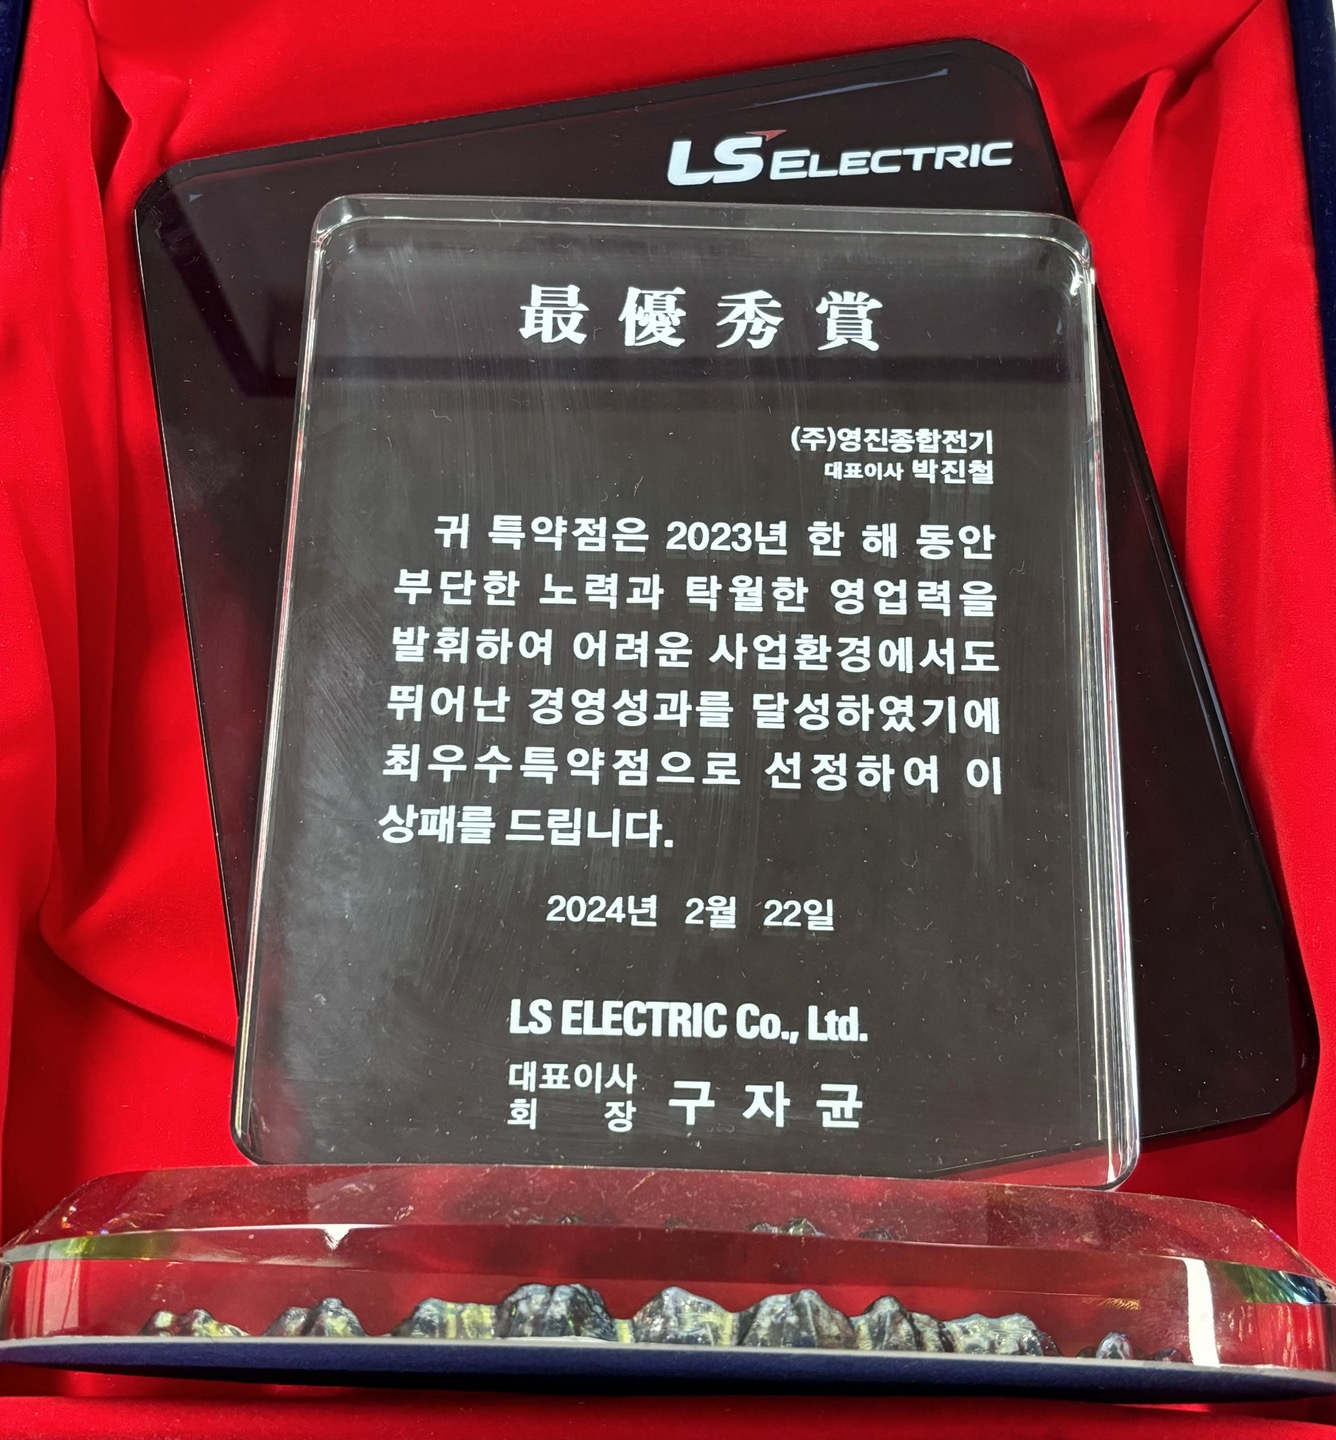 LS ELECTRIC
最優秀賞
(주)영진종합전기
대표이사 박진철
귀 특약점은 2023년 한 해 동안
부단한 노력과 탁월한 영업력을
발휘하여 어려운 사업환경에서도
뛰어난 경영성과를 달성하였기에
최우수특약점으로 선정하여 이
상패를 드립니다.
2024년 2월 22일
LS ELECTRIC Co., Ltd.
대표이사
회 장 구 자 균